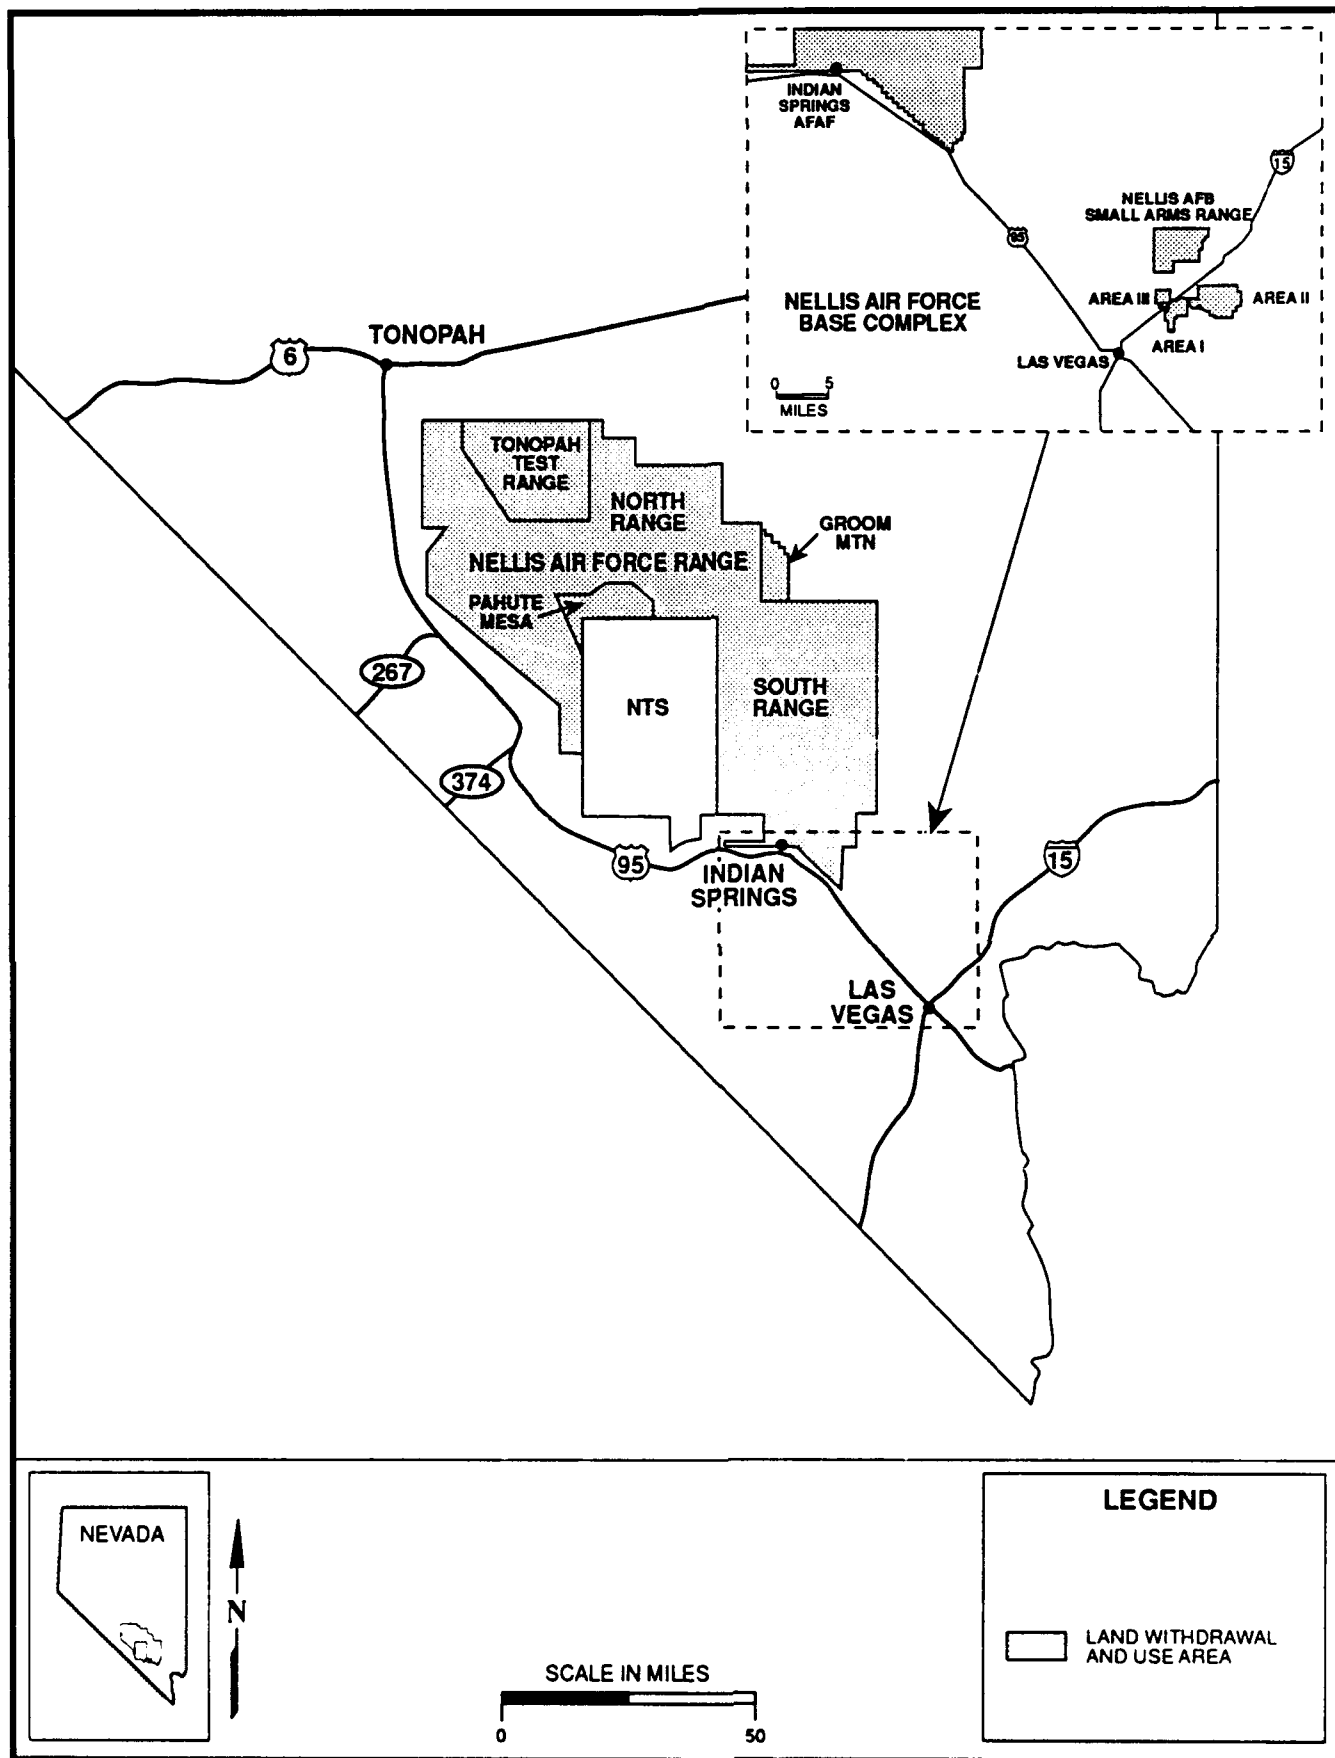 INDIAN
SPRINGS
AFAF
15
NELLIS AFB
SMALL ARMS RANGE
95
AREA III
AREA II
AREA I
NELLIS AIR FORCE
BASE COMPLEX
LAS VEGAS
0 5
MILES
TONOPAH
6
TONOPAH
TEST
RANGE
NORTH
RANGE
GROOM
MTN
NELLIS AIR FORCE RANGE
PAHUTE
MESA
267
NTS
SOUTH
RANGE
374
95
15
INDIAN
SPRINGS
LAS
VEGAS
NEVADA
N
SCALE IN MILES
0 50
LEGEND
LAND WITHDRAWAL
AND USE AREA